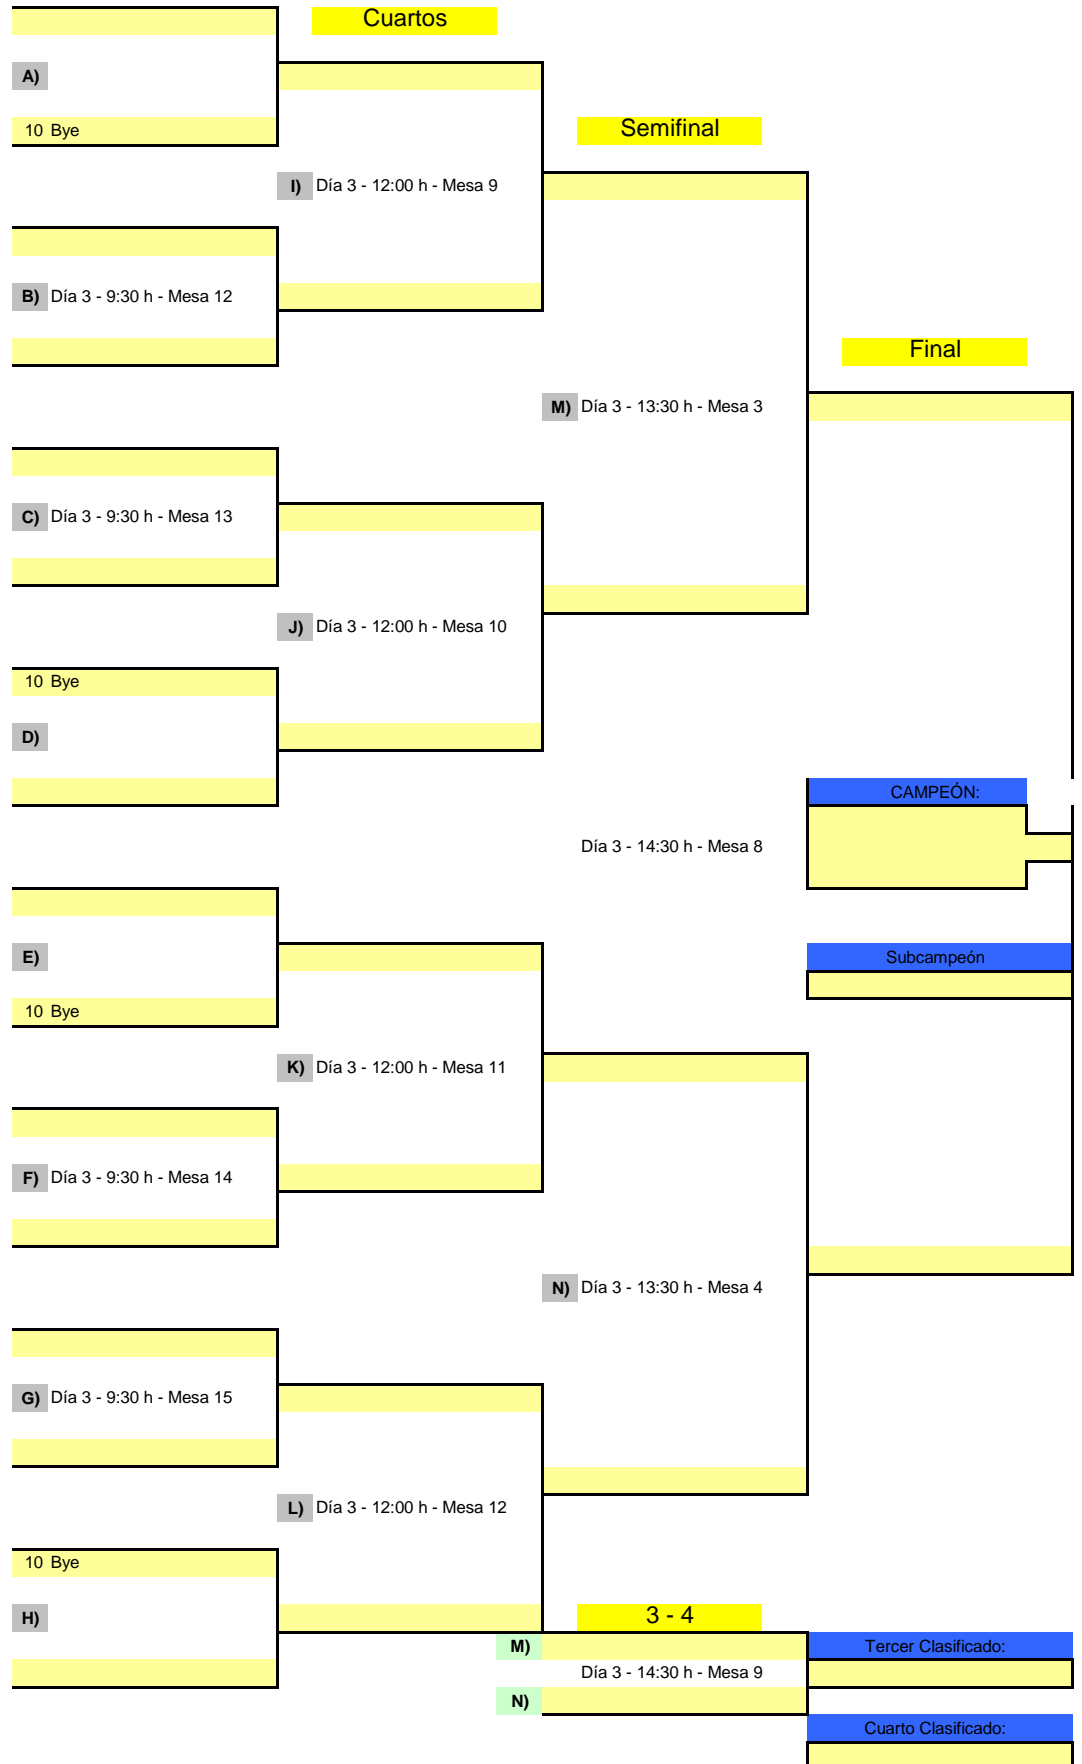 Cuartos
A)
10 Bye
Semifinal
I) Día 3 - 12:00 h - Mesa 9
B) Día 3 - 9:30 h - Mesa 12
Final
M) Día 3 - 13:30 h - Mesa 3
C) Día 3 - 9:30 h - Mesa 13
J) Día 3 - 12:00 h - Mesa 10
10 Bye
D)
CAMPEÓN:
Día 3 - 14:30 h - Mesa 8
E)
Subcampeón
10 Bye
K) Día 3 - 12:00 h - Mesa 11
F) Día 3 - 9:30 h - Mesa 14
N) Día 3 - 13:30 h - Mesa 4
G) Día 3 - 9:30 h - Mesa 15
L) Día 3 - 12:00 h - Mesa 12
10 Bye
H)
3 - 4
M)
Tercer Clasificado:
Día 3 - 14:30 h - Mesa 9
N)
Cuarto Clasificado: